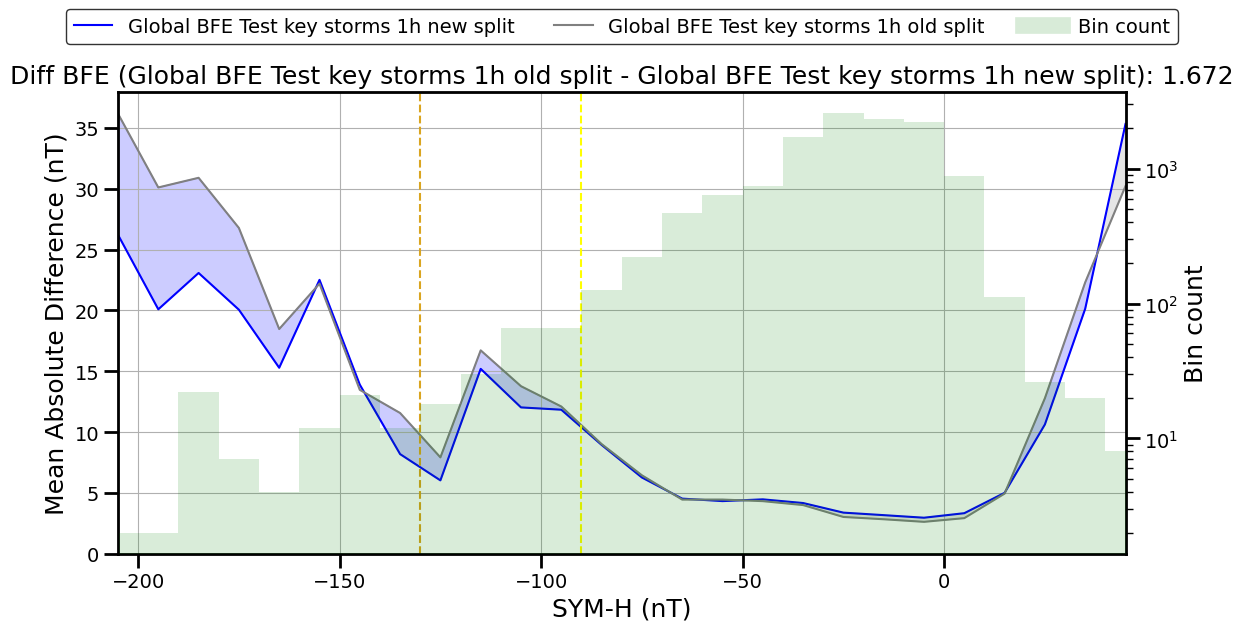 Global BFE Test key storms 1h new split Global BFE Test key storms 1h old split Bin count
Diff BFE (Global BFE Test key storms 1h old split - Global BFE Test key storms 1h new split): 1.672
Mean Absolute Difference (nT)
35
30
25
20
15
10
5
0
10³
10²
10¹
Bin count
−200 −150 −100 −50 0
SYM-H (nT)